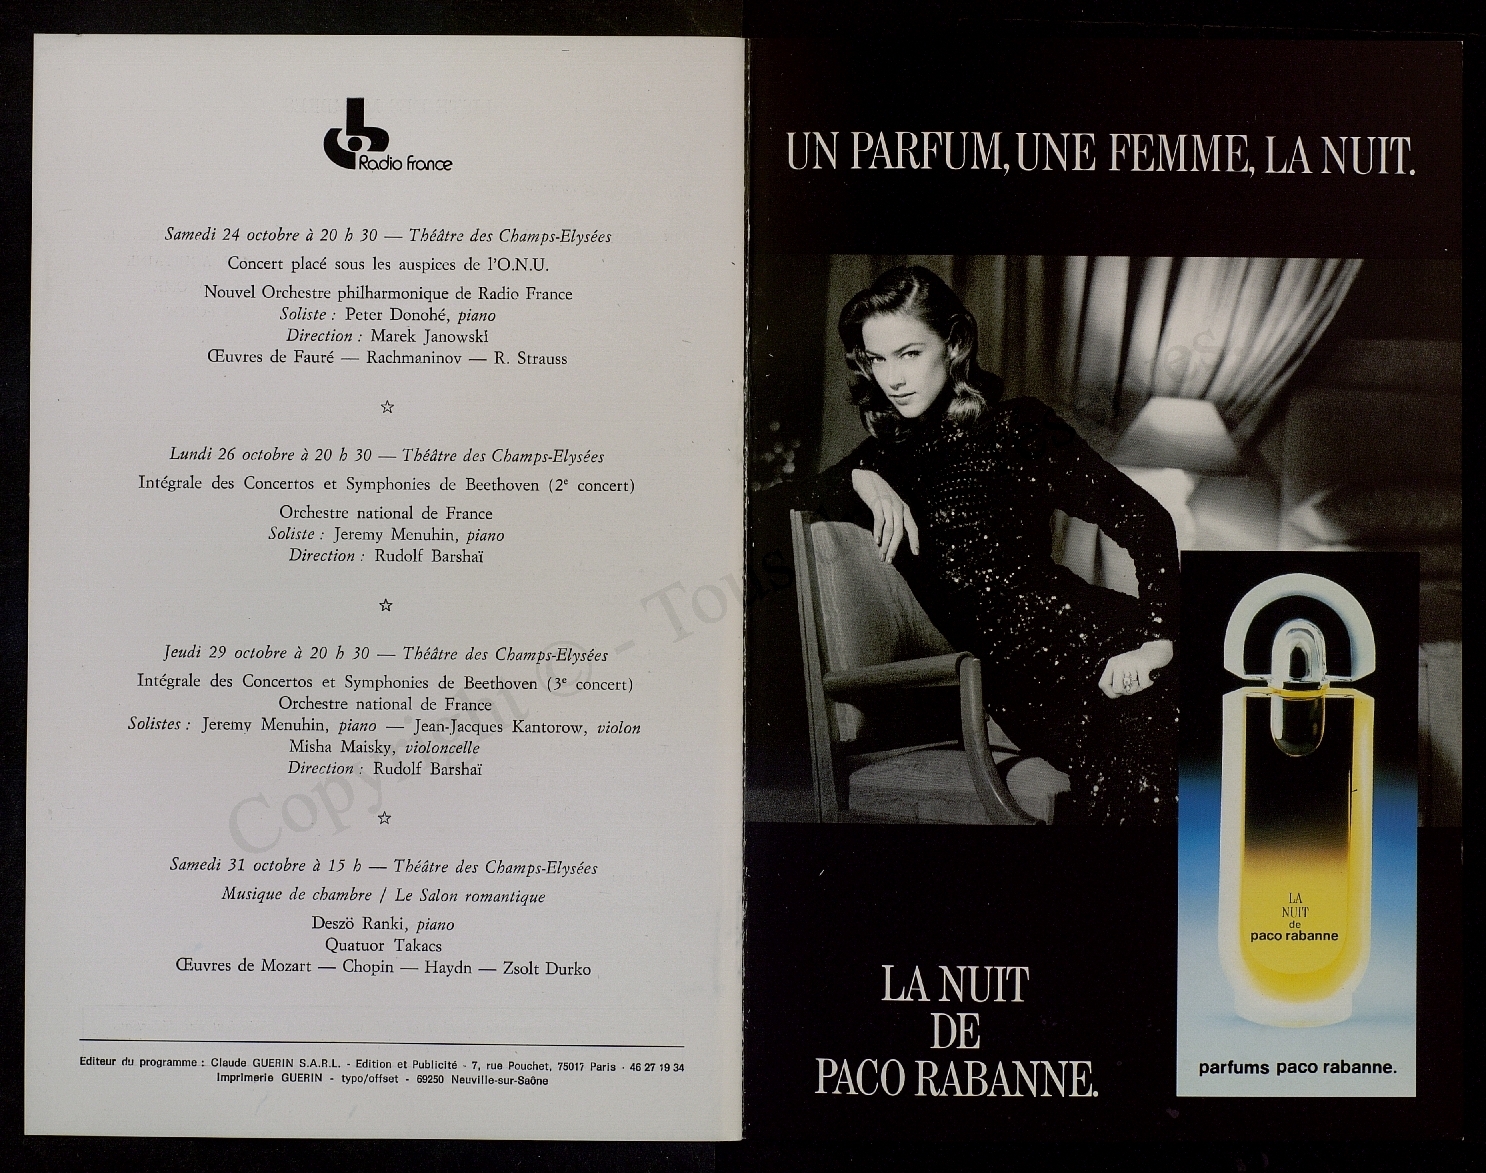 Radio France
Samedi 24 octobre à 20 h 30 — Théâtre des Champs-Elysées
Concert placé sous les auspices de l'O.N.U.
Nouvel Orchestre philharmonique de Radio France
Soliste : Peter Donohé, piano
Direction : Marek Janowski
Œuvres de Fauré — Rachmaninov — R. Strauss
☆
Lundi 26 octobre à 20 h 30 — Théâtre des Champs-Elysées
Intégrale des Concertos et Symphonies de Beethoven (2e concert)
Orchestre national de France
Soliste : Jeremy Menuhin, piano
Direction : Rudolf Barshaï
☆
Jeudi 29 octobre à 20 h 30 — Théâtre des Champs-Elysées
Intégrale des Concertos et Symphonies de Beethoven (3e concert)
Orchestre national de France
Solistes : Jeremy Menuhin, piano — Jean-Jacques Kantorow, violon
Misha Maisky, violoncelle
Direction : Rudolf Barshaï
☆
Samedi 31 octobre à 15 h — Théâtre des Champs-Elysées
Musique de chambre / Le Salon romantique
Deszö Ranki, piano
Quatuor Takacs
Œuvres de Mozart — Chopin — Haydn — Zsolt Durko
Editeur du programme : Claude GUERIN S.A.R.L. - Edition et Publicité - 7, rue Pouchet, 75017 Paris - 46 27 19 34
Imprimerie GUERIN - typo/offset - 69250 Neuville-sur-Saône
Copyright © - Tous
UN PARFUM, UNE FEMME, LA NUIT.
LA
NUIT
de
paco rabanne
LA NUIT
DE
PACO RABANNE.
parfums paco rabanne.